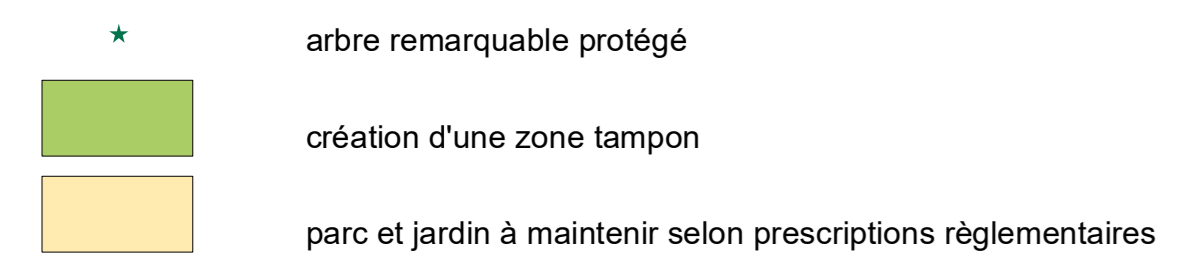 arbre remarquable protégé
création d'une zone tampon
parc et jardin à maintenir selon prescriptions règlementaires